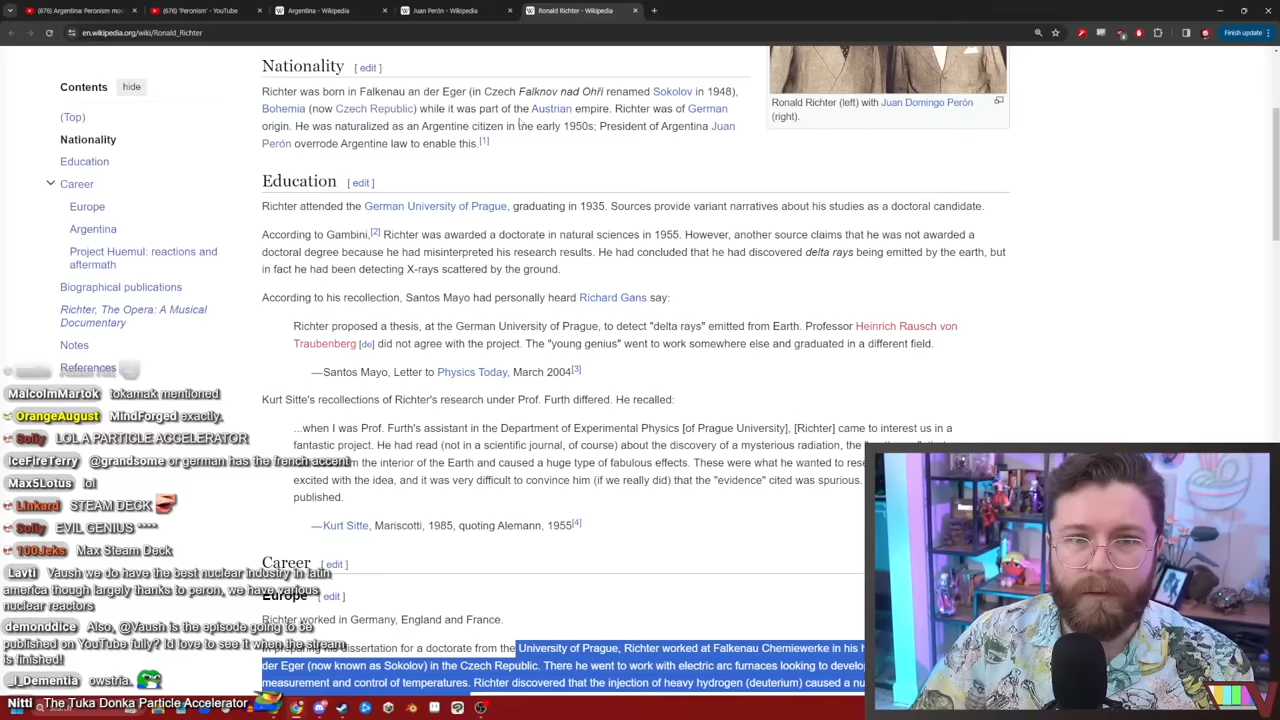 (676) Argentina: Peronism mov
(676) 'Peronism' - YouTube
Argentina - Wikipedia
Juan Perón - Wikipedia
Ronald Richter - Wikipedia
en.wikipedia.org/wiki/Ronald_Richter
Finish update
Contents
hide
(Top)
Nationality
Education
Career
Europe
Argentina
Project Huemul: reactions and
aftermath
Biographical publications
Richter, The Opera: A Musical
Documentary
Notes
References
Nationality [ edit ]
Richter was born in Falkenau an der Eger (in Czech Falknov nad Ohří renamed Sokolov in 1948),
Bohemia (now Czech Republic) while it was part of the Austrian empire. Richter was of German
origin. He was naturalized as an Argentine citizen in the early 1950s; President of Argentina Juan
Perón overrode Argentine law to enable this.[1]
Ronald Richter (left) with Juan Domingo Perón
(right).
Education [ edit ]
Richter attended the German University of Prague, graduating in 1935. Sources provide variant narratives about his studies as a doctoral candidate.
According to Gambini,[2] Richter was awarded a doctorate in natural sciences in 1955. However, another source claims that he was not awarded a
doctoral degree because he had misinterpreted his research results. He had concluded that he had discovered delta rays being emitted by the earth, but
in fact he had been detecting X-rays scattered by the ground.
According to his recollection, Santos Mayo had personally heard Richard Gans say:
Richter proposed a thesis, at the German University of Prague, to detect "delta rays" emitted from Earth. Professor Heinrich Rausch von
Traubenberg [de] did not agree with the project. The "young genius" went to work somewhere else and graduated in a different field.
—Santos Mayo, Letter to Physics Today, March 2004[3]
Kurt Sitte's recollections of Richter's research under Prof. Furth differed. He recalled:
...when I was Prof. Furth's assistant in the Department of Experimental Physics [of Prague University], [Richter] came to interest us in a
fantastic project. He had read (not in a scientific journal, of course) about the discovery of a mysterious radiation, the
from the interior of the Earth and caused a huge type of fabulous effects. These were what he wanted to
excited with the idea, and it was very difficult to convince him (if we really did) that the "evidence" cited was spurious.
published.
—Kurt Sitte, Mariscotti, 1985, quoting Alemann, 1955[4]
Career [ edit ]
Europe [ edit ]
Richter worked in Germany, England and France.
his dissertation for a doctorate from the University of Prague, Richter worked at Falkenau Chemiewerke in his
der Eger (now known as Sokolov) in the Czech Republic. There he went to work with electric arc furnaces looking to
measurement and control of temperatures. Richter discovered that the injection of heavy hydrogen (deuterium) caused a
MalcolmMartok tokamak mentioned
OrangeAugust MindForged exactly.
Solly LOL A PARTICLE ACCELERATOR
IceFireTerry @grandsome or german has the french accent
Max5Lotus lol
Linkard STEAM DECK
Solly EVIL GENIUS ****
100Jeks Max Steam Deck
Lavti Vaush we do have the best nuclear industry in latin
america though largely thanks to peron, we have various
nuclear reactors
demonddice Also, @Vaush is the episode going to be
published on YouTube fully? I'd love to see it when the stream
is finished!
_I_Dementia owstria.
Nitti The Tuka Donka Particle Accelerator